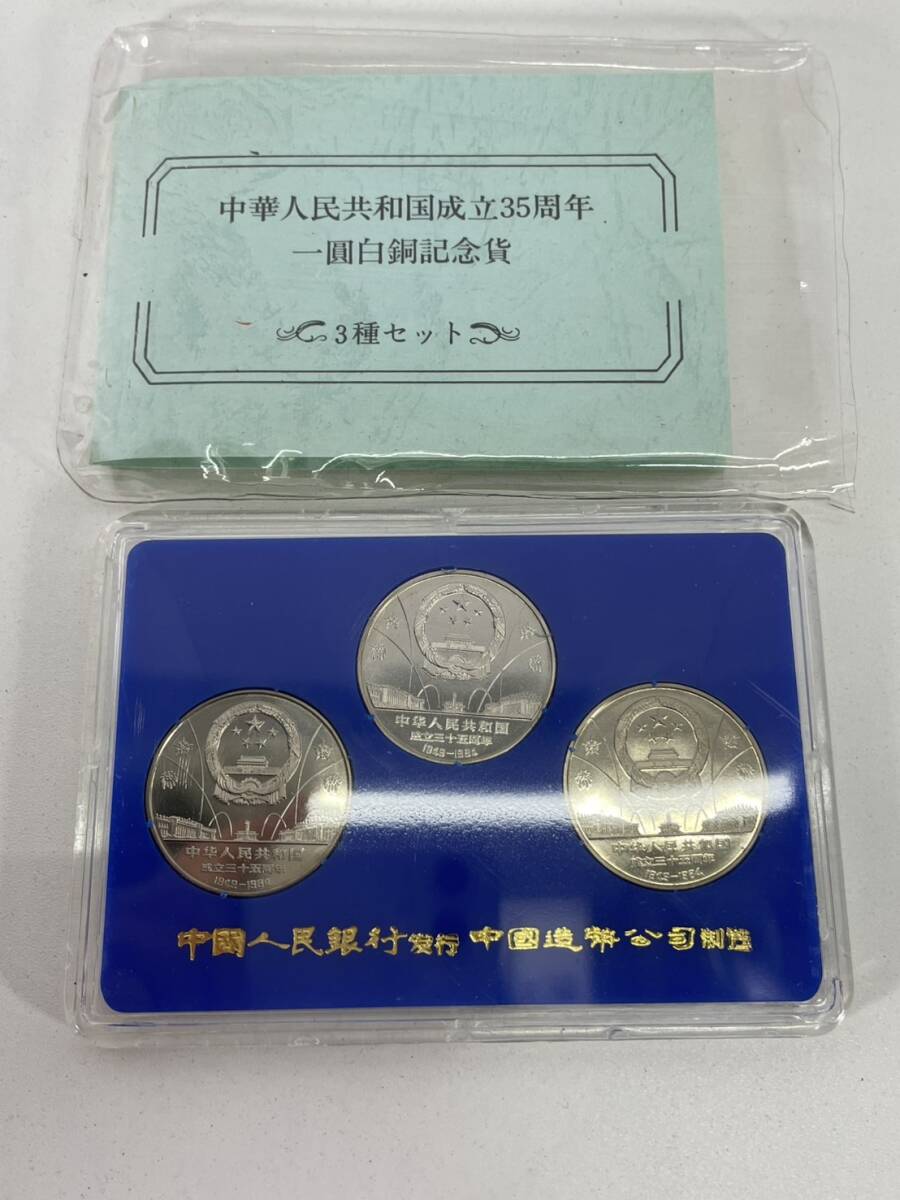 中華人民共和国成立35周年
一圓白銅記念貨
3種セット
中华人民共和国
成立三十五周年
1949-1984
中华人民共和国
成立三十五周年
1949-1984
中华人民共和国
成立三十五周年
1949-1984
中國人民銀行发行 中國造幣公司制造